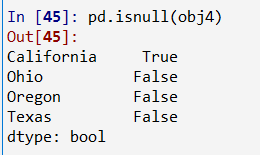 In [45]: pd.isnull(obj4)
Out[45]:
California     True
Ohio          False
Oregon        False
Texas         False
dtype: bool